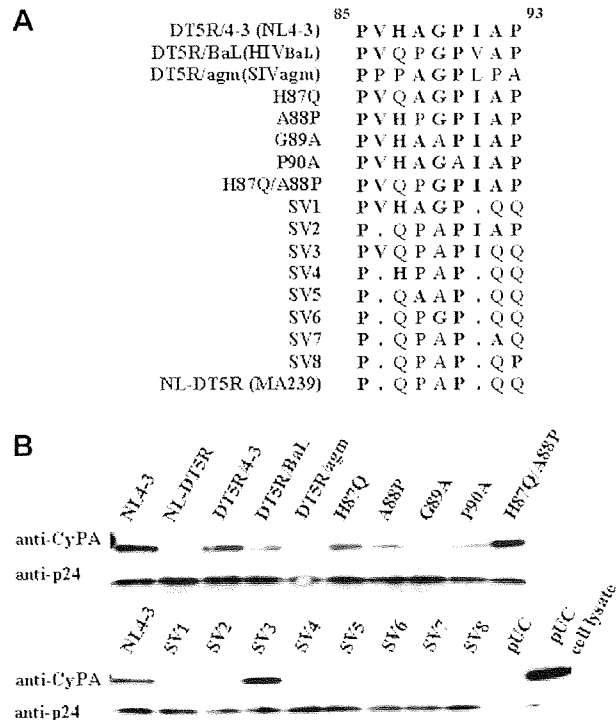 A
85 93
DT5R/4-3 (NL4-3) P V H A G P I A P
DT5R/BaL(HIVBaL) P V Q P G P V A P
DT5R/agm(SIVagm) P P P A G P L P A
H87Q P V Q A G P I A P
A88P P V H P G P I A P
G89A P V H A A P I A P
P90A P V H A G A I A P
H87Q/A88P P V Q P G P I A P
SV1 P V H A G P . Q Q
SV2 P . Q P A P I A P
SV3 P V Q P A P I Q Q
SV4 P . H P A P . Q Q
SV5 P . Q A A P . Q Q
SV6 P . Q P G P . Q Q
SV7 P . Q P A P . A Q
SV8 P . Q P A P . Q P
NL-DT5R (MA239) P . Q P A P . Q Q
B
NL4-3 NL-DT5R DT5R/4-3 DT5R/BaL DT5R/agm H87Q A88P G89A P90A H87Q/A88P
anti-CyPA
anti-p24
NL4-3 SV1 SV2 SV3 SV4 SV5 SV6 SV7 SV8 pUC pUC cell lysate
anti-CyPA
anti-p24